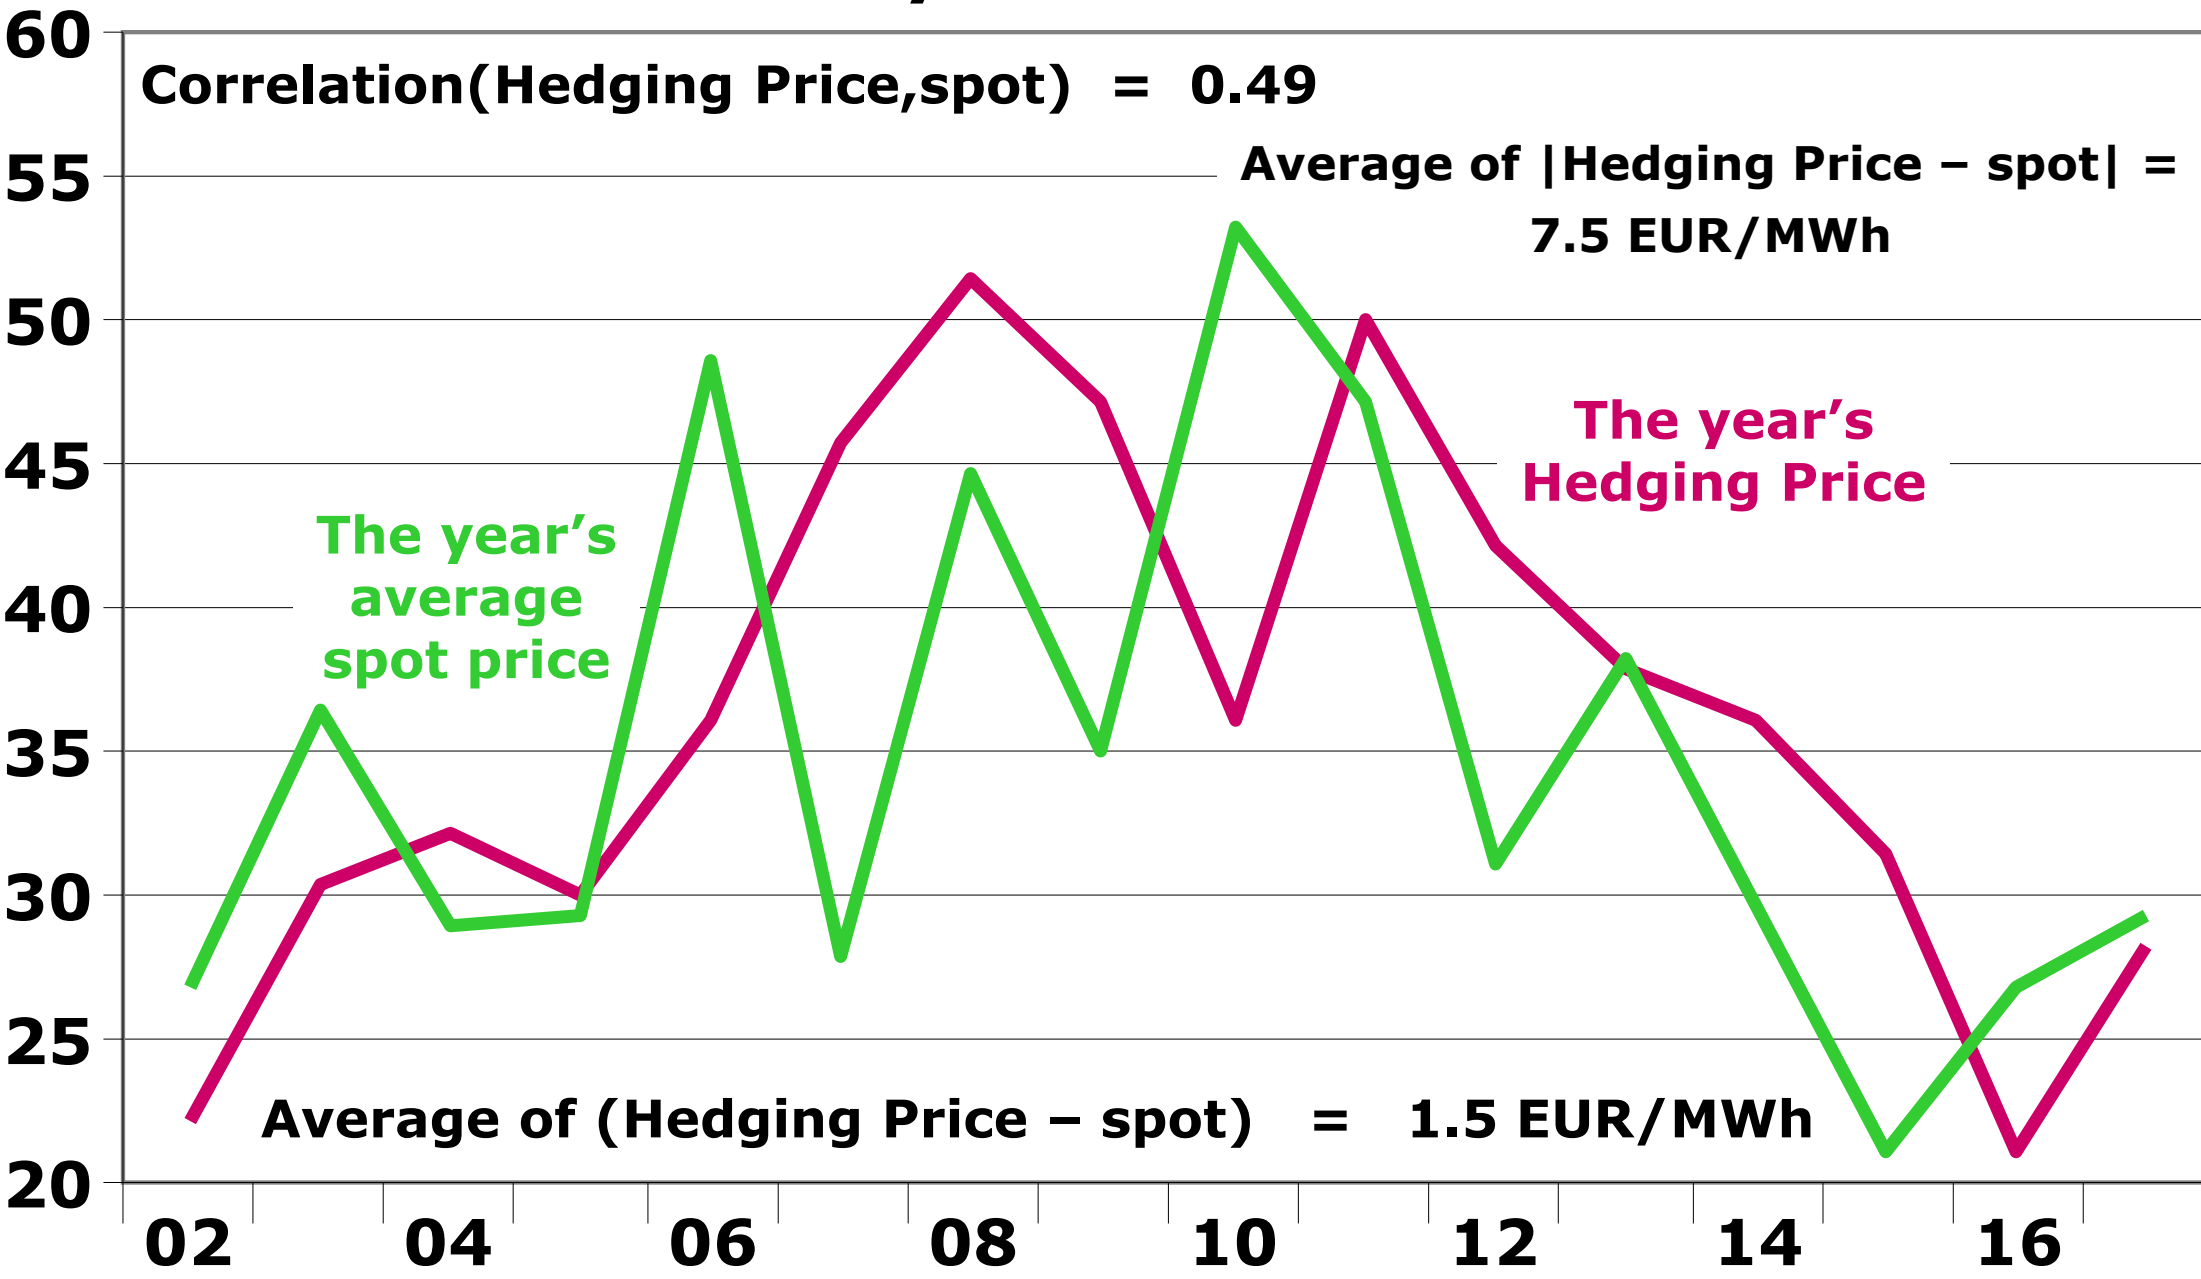 60
Correlation(Hedging Price,spot) = 0.49
55
Average of |Hedging Price – spot| =
7.5 EUR/MWh
50
45
The year’s
Hedging Price
The year’s
average
spot price
40
35
30
25
Average of (Hedging Price – spot) = 1.5 EUR/MWh
20
02 04 06 08 10 12 14 16